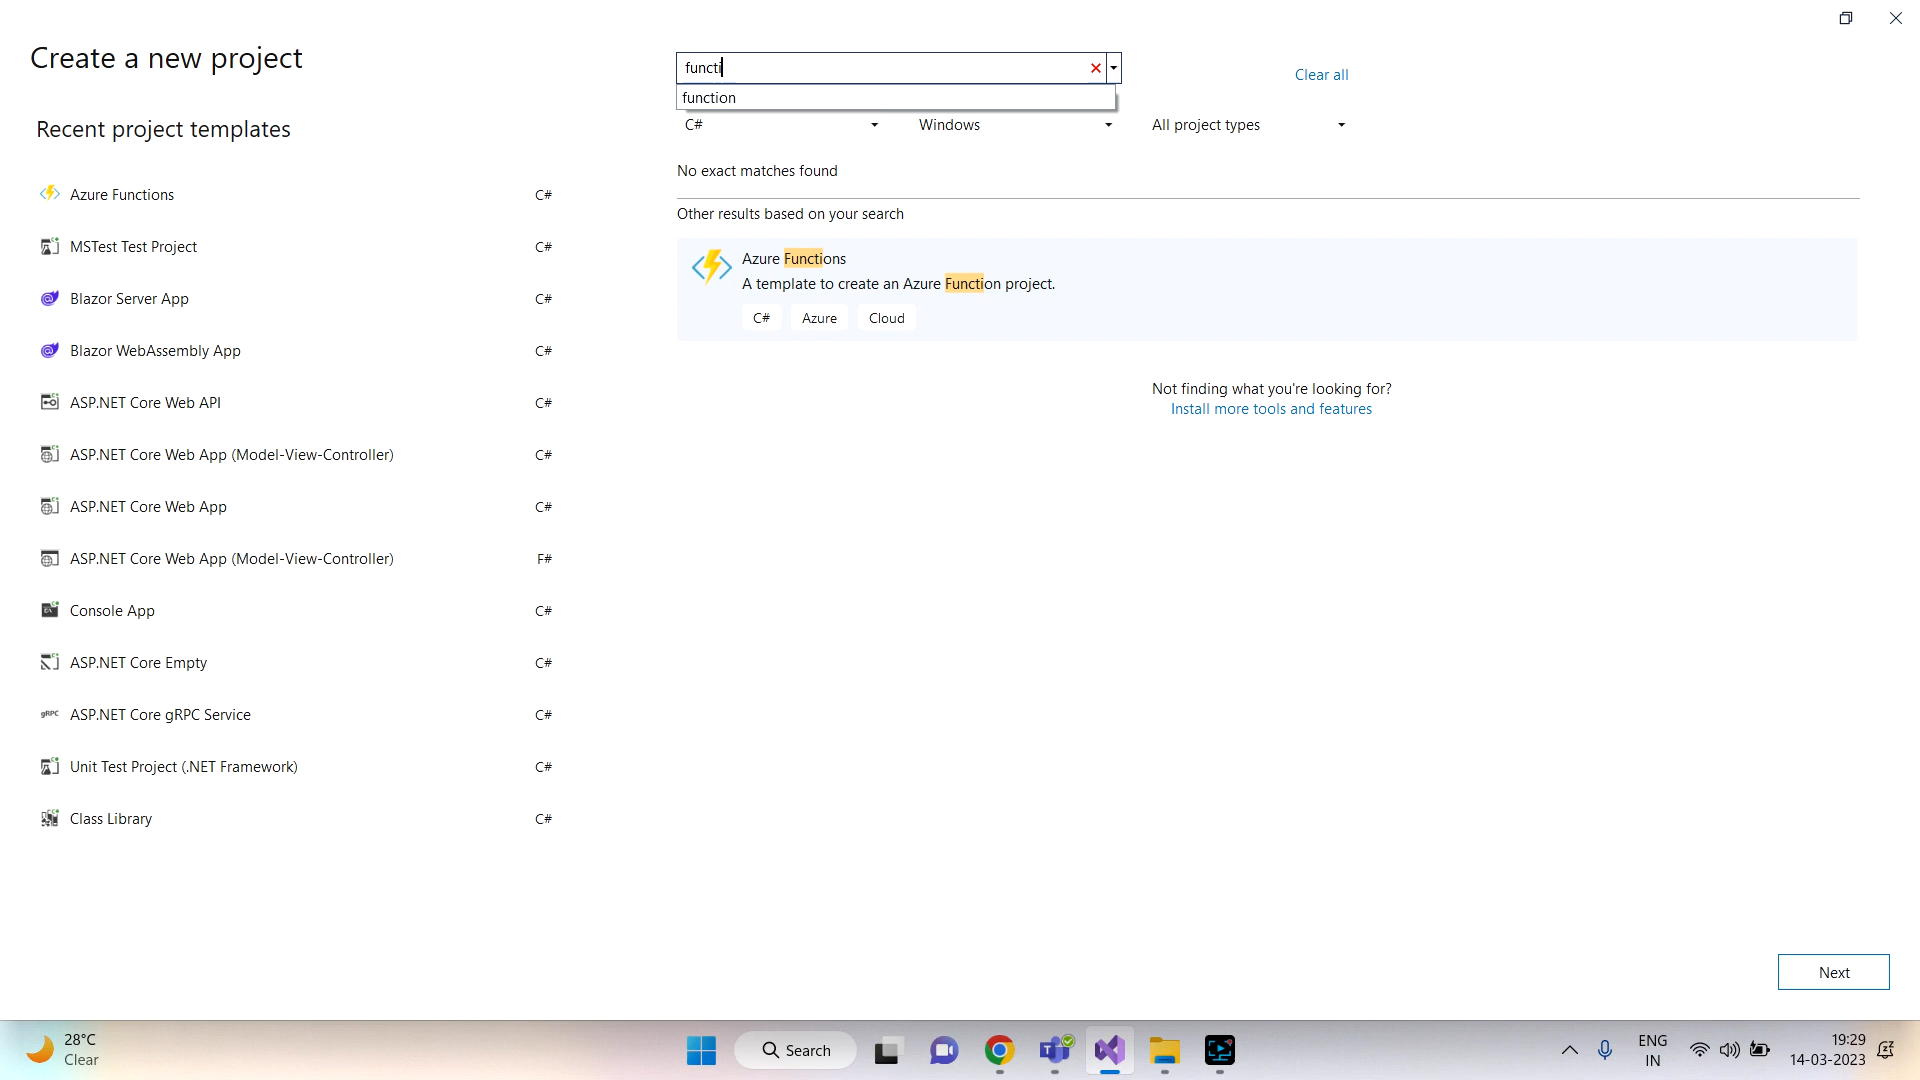 Create a new project
functi
Clear all
function
C#
Windows
All project types
Recent project templates
No exact matches found
Azure Functions C#
Other results based on your search
MSTest Test Project C#
Azure Functions
A template to create an Azure Function project.
C# Azure Cloud
Blazor Server App C#
Blazor WebAssembly App C#
Not finding what you're looking for?
Install more tools and features
ASP.NET Core Web API C#
ASP.NET Core Web App (Model-View-Controller) C#
ASP.NET Core Web App C#
ASP.NET Core Web App (Model-View-Controller) F#
Console App C#
ASP.NET Core Empty C#
gRPC ASP.NET Core gRPC Service C#
Unit Test Project (.NET Framework) C#
Class Library C#
Next
28°C
Clear
Search
ENG
IN
19:29
14-03-2023